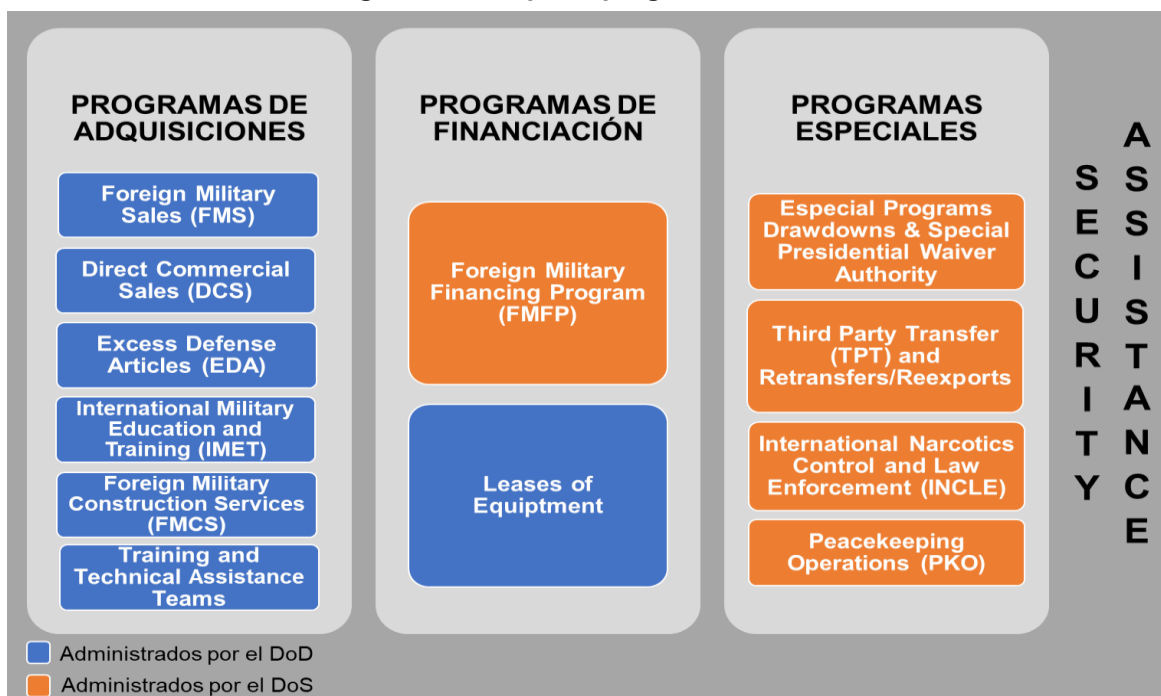 PROGRAMAS DE
ADQUISICIONES
Foreign Military
Sales (FMS)
Direct Commercial
Sales (DCS)
Excess Defense
Articles (EDA)
International Military
Education and
Training (IMET)
Foreign Military
Construction Services
(FMCS)
Training and
Technical Assistance
Teams
PROGRAMAS DE
FINANCIACIÓN
Foreign Military
Financing Program
(FMFP)
Leases of
Equiptment
PROGRAMAS
ESPECIALES
Especial Programs
Drawdowns & Special
Presidential Waiver
Authority
Third Party Transfer
(TPT) and
Retransfers/Reexports
International Narcotics
Control and Law
Enforcement (INCLE)
Peacekeeping
Operations (PKO)
SECURITY
ASSISTANCE
Administrados por el DoD
Administrados por el DoS